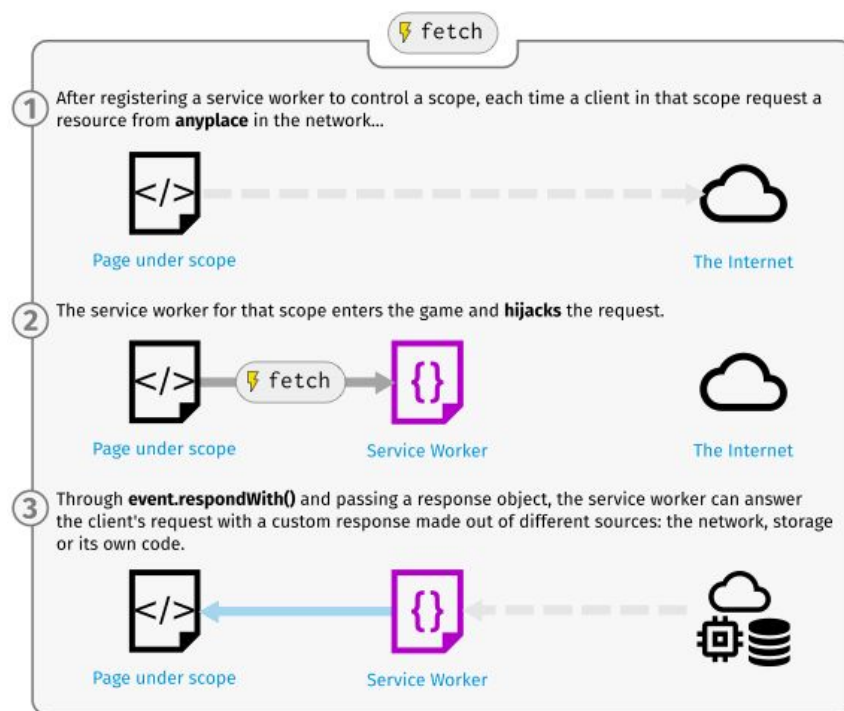 fetch
1
After registering a service worker to control a scope, each time a client in that scope request a
resource from anyplace in the network...
</>
Page under scope
The Internet
2
The service worker for that scope enters the game and hijacks the request.
</> fetch {}
Page under scope
Service Worker
The Internet
3
Through event.respondWith() and passing a response object, the service worker can answer
the client's request with a custom response made out of different sources: the network, storage
or its own code.
</> {}
Page under scope
Service Worker